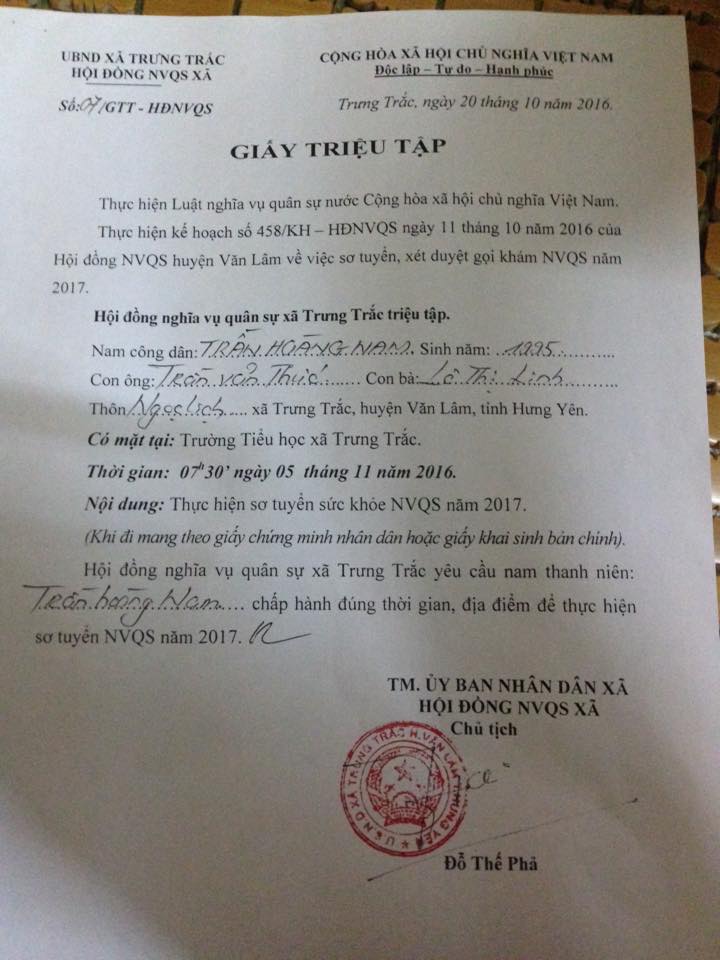 UBND XÃ TRƯNG TRẮC
HỘI ĐỒNG NVQS XÃ
Số:07/GTT - HĐNVQS
CỘNG HÒA XÃ HỘI CHỦ NGHĨA VIỆT NAM
Độc lập – Tự do – Hạnh phúc
Trưng Trắc, ngày 20 tháng 10 năm 2016.
GIẤY TRIỆU TẬP
Thực hiện Luật nghĩa vụ quân sự nước Cộng hòa xã hội chủ nghĩa Việt Nam.
Thực hiện kế hoạch số 458/KH – HĐNVQS ngày 11 tháng 10 năm 2016 của
Hội đồng NVQS huyện Văn Lâm về việc sơ tuyển, xét duyệt gọi khám NVQS năm
2017.
Hội đồng nghĩa vụ quân sự xã Trưng Trắc triệu tập.
Nam công dân: TRẦN HOÀNG NAM. Sinh năm: 1995
Con ông: Trần Văn Con bà: Thị Linh
Thôn Ngọc Lịch xã Trưng Trắc, huyện Văn Lâm, tỉnh Hưng Yên.
Có mặt tại: Trường Tiểu học xã Trưng Trắc.
Thời gian: 07h30' ngày 05 tháng 11 năm 2016.
Nội dung: Thực hiện sơ tuyển sức khỏe NVQS năm 2017.
(Khi đi mang theo giấy chứng minh nhân dân hoặc giấy khai sinh bản chính).
Hội đồng nghĩa vụ quân sự xã Trưng Trắc yêu cầu nam thanh niên:
Trần Hoàng Nam chấp hành đúng thời gian, địa điểm để thực hiện
sơ tuyển NVQS năm 2017.
TM. ỦY BAN NHÂN DÂN XÃ
HỘI ĐỒNG NVQS XÃ
Chủ tịch
U.B.N.D XÃ TRƯNG TRẮC H.VĂN LÂM T.HƯNG YÊN
Đỗ Thế Phả